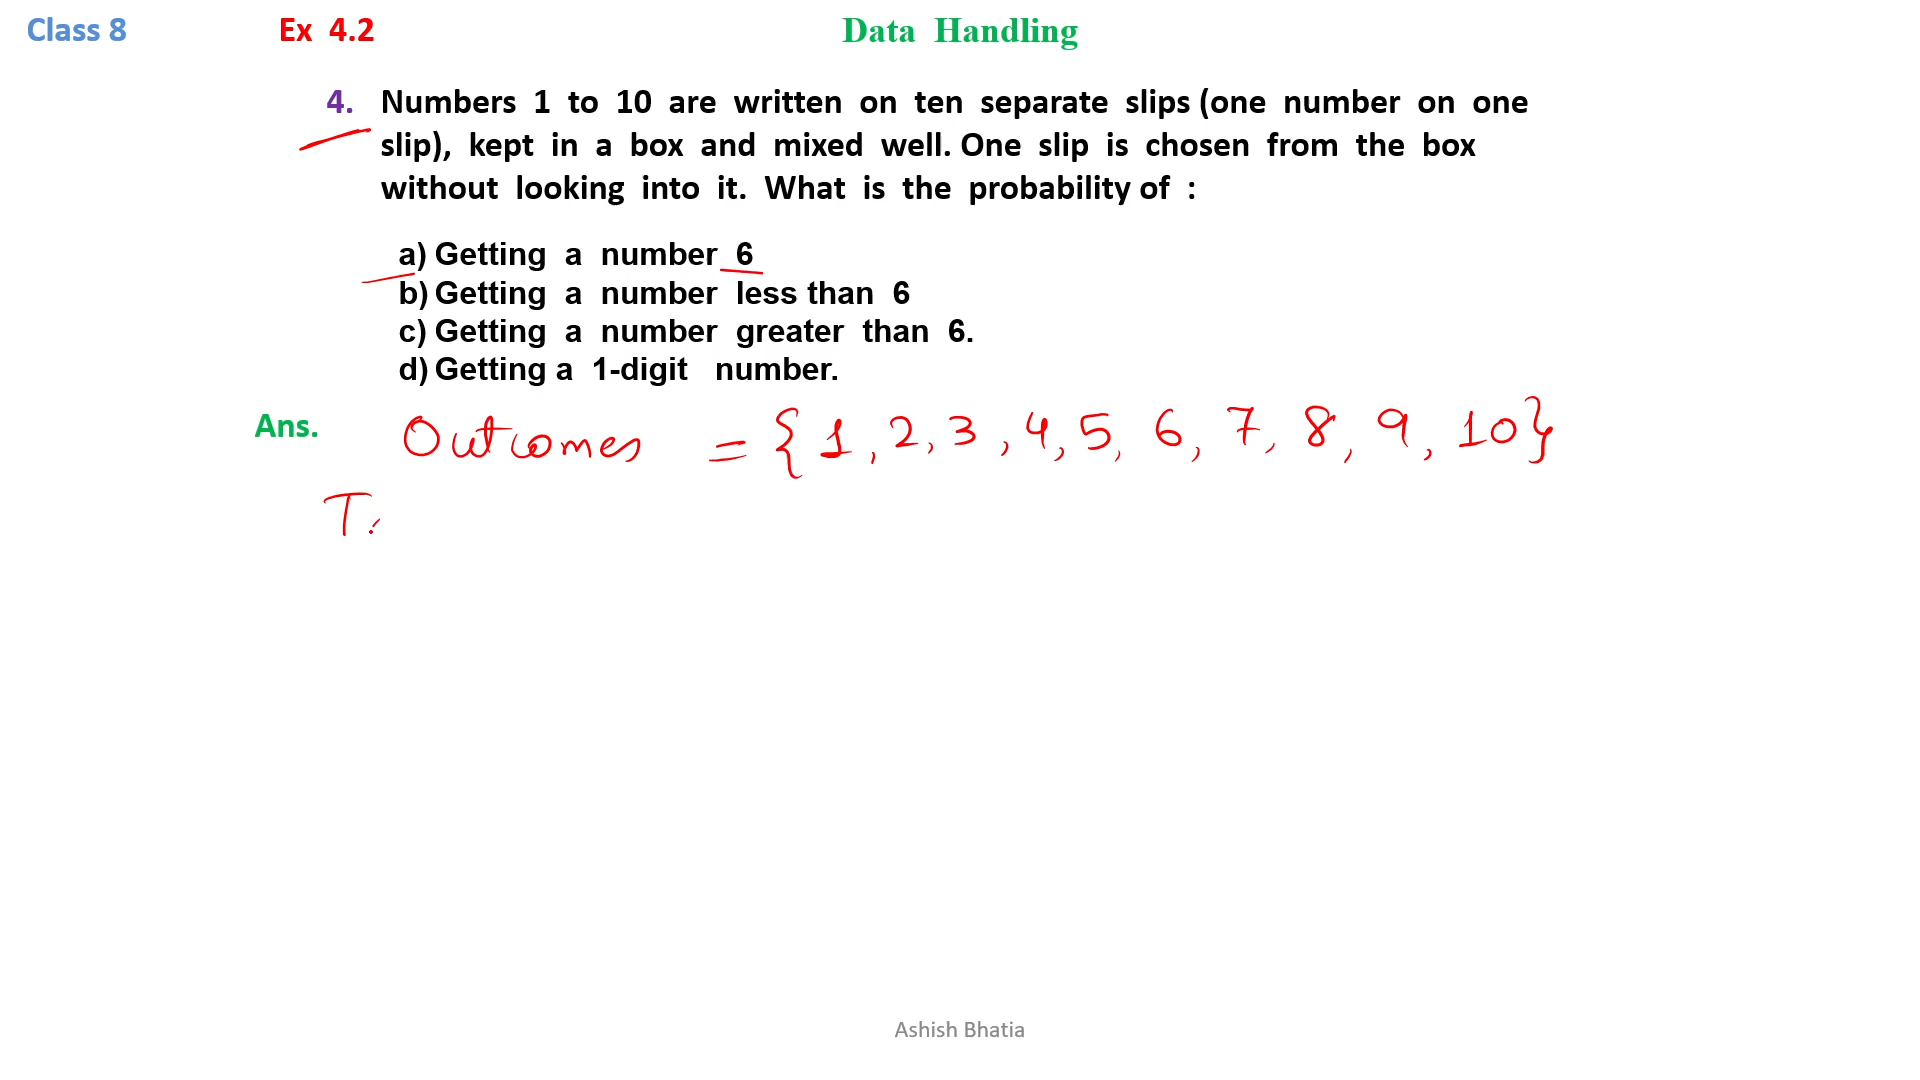 Class 8 Ex 4.2 Data Handling
4. Numbers 1 to 10 are written on ten separate slips (one number on one
slip), kept in a box and mixed well. One slip is chosen from the box
without looking into it. What is the probability of :
a) Getting a number 6
b) Getting a number less than 6
c) Getting a number greater than 6.
d) Getting a 1-digit number.
Ans. Outcomes = {1, 2, 3, 4, 5, 6, 7, 8, 9, 10}
T
Ashish Bhatia